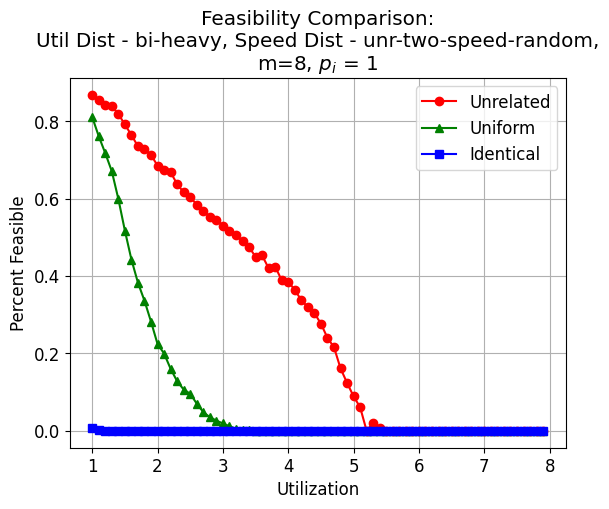 Feasibility Comparison:
Util Dist - bi-heavy, Speed Dist - unr-two-speed-random,
m=8, $p_i$ = 1
Unrelated
Uniform
Identical
Percent Feasible
0.8
0.6
0.4
0.2
0.0
1 2 3 4 5 6 7 8
Utilization